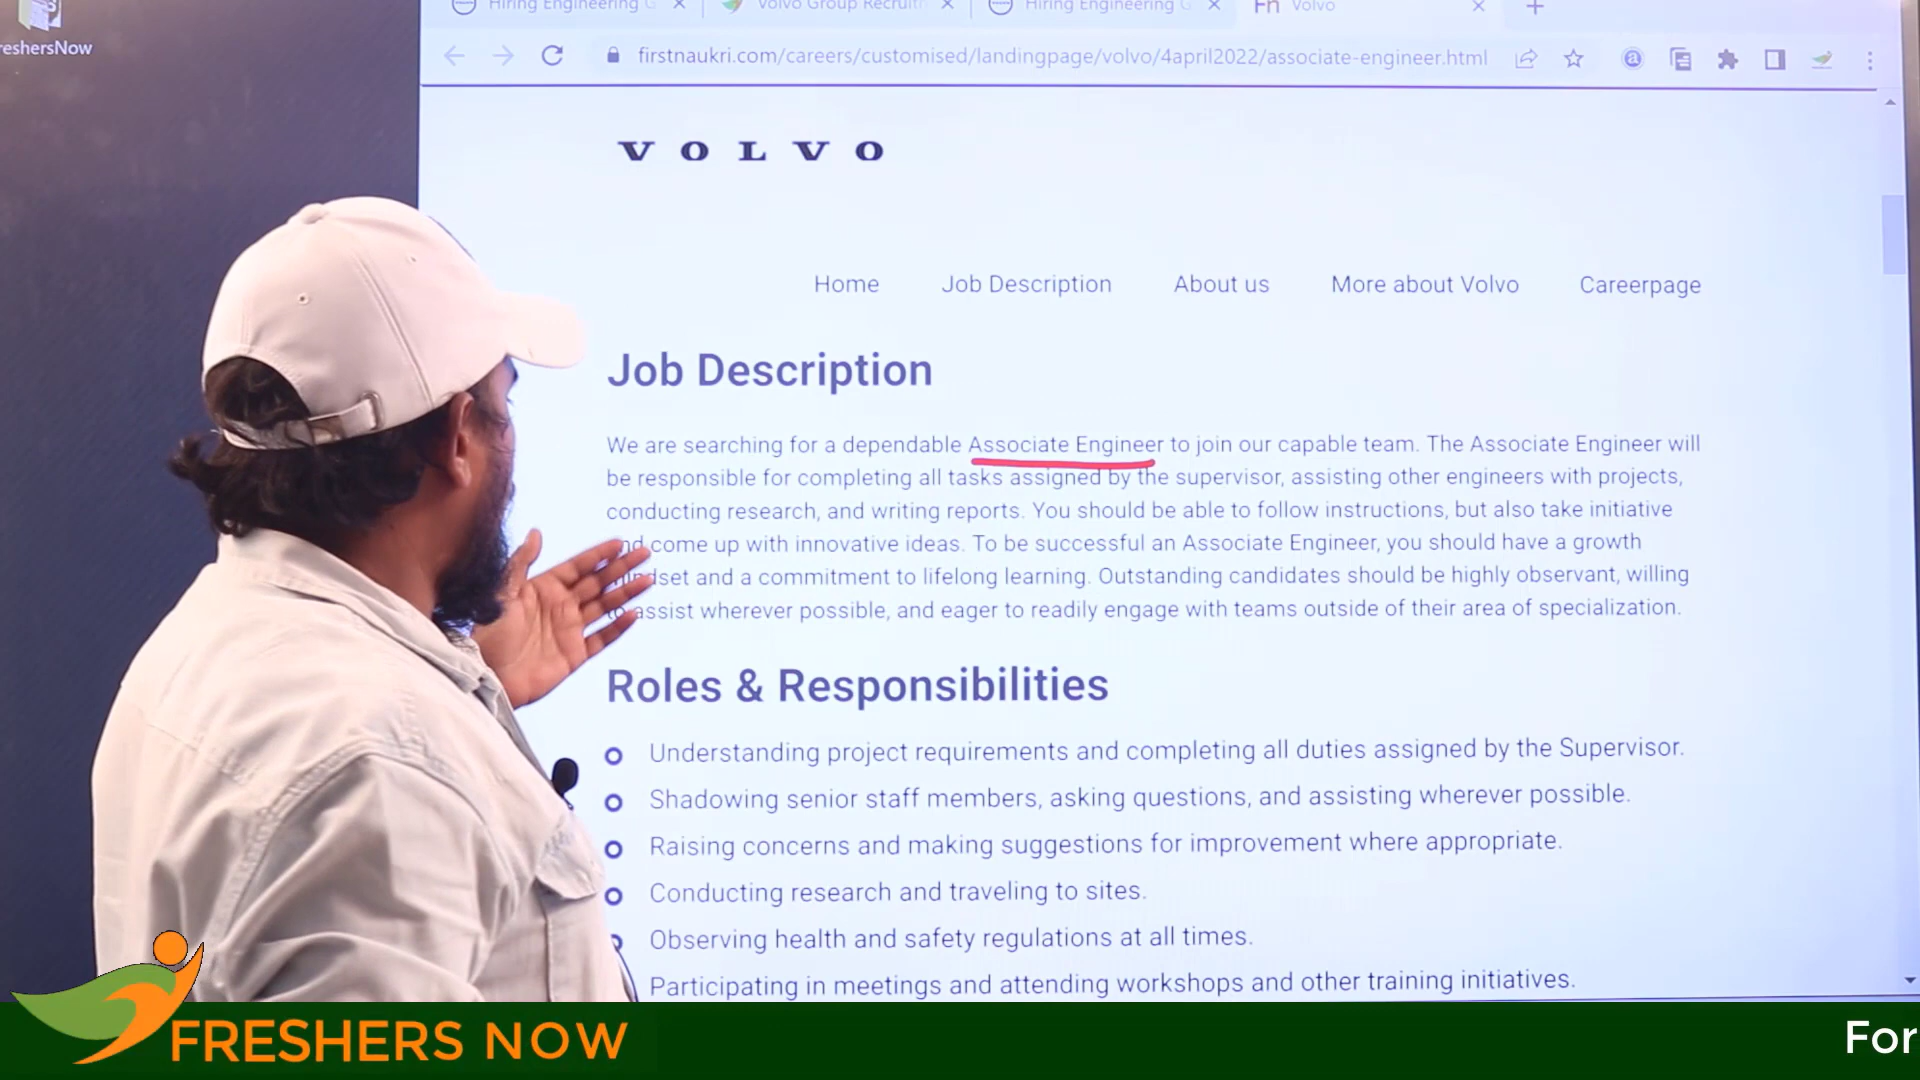 reshersNow
Hiring Engineering G
Volvo Group Recruit
Hiring Engineering G
Fn Volvo
firstnaukri.com/careers/customised/landingpage/volvo/4april2022/associate-engineer.html
VOLVO
Home Job Description About us More about Volvo Careerpage
Job Description
We are searching for a dependable Associate Engineer to join our capable team. The Associate Engineer will
be responsible for completing all tasks assigned by the supervisor, assisting other engineers with projects,
conducting research, and writing reports. You should be able to follow instructions, but also take initiative
nd come up with innovative ideas. To be successful an Associate Engineer, you should have a growth
mindset and a commitment to lifelong learning. Outstanding candidates should be highly observant, willing
to assist wherever possible, and eager to readily engage with teams outside of their area of specialization.
Roles & Responsibilities
Understanding project requirements and completing all duties assigned by the Supervisor.
Shadowing senior staff members, asking questions, and assisting wherever possible.
Raising concerns and making suggestions for improvement where appropriate.
Conducting research and traveling to sites.
Observing health and safety regulations at all times.
Participating in meetings and attending workshops and other training initiatives.
FRESHERS NOW
For